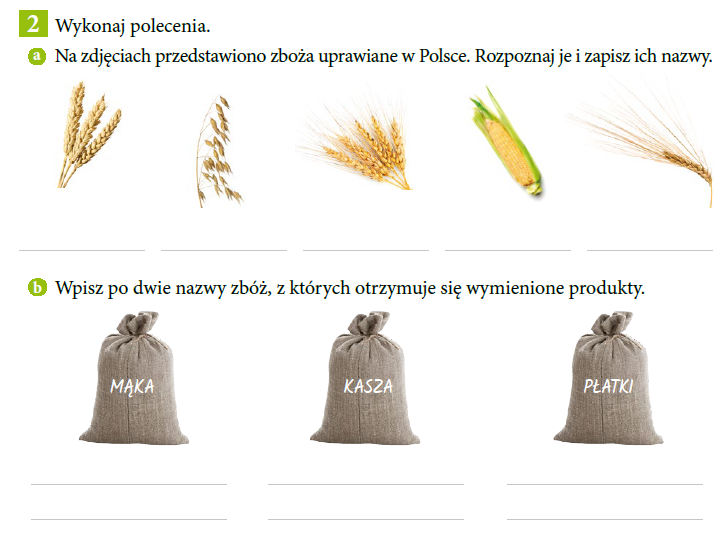 2 Wykonaj polecenia.
a Na zdjęciach przedstawiono zboża uprawiane w Polsce. Rozpoznaj je i zapisz ich nazwy.
b Wpisz po dwie nazwy zbóż, z których otrzymuje się wymienione produkty.
MĄKA KASZA PŁATKI